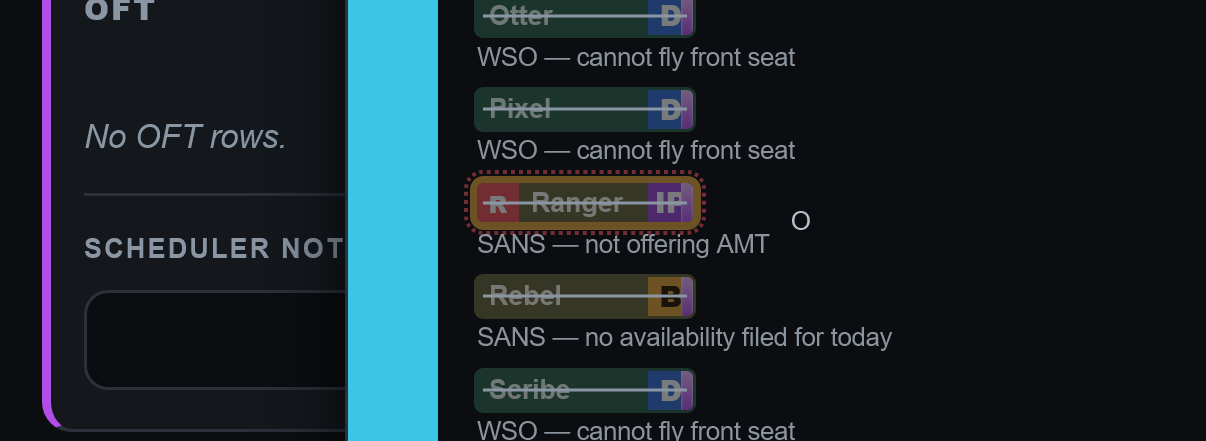 OFT
No OFT rows.
SCHEDULER NOT
Otter D
WSO — cannot fly front seat
Pixel D
WSO — cannot fly front seat
R Ranger IP
SANS — not offering AMT
O
Rebel B
SANS — no availability filed for today
Scribe D
WSO — cannot fly front seat